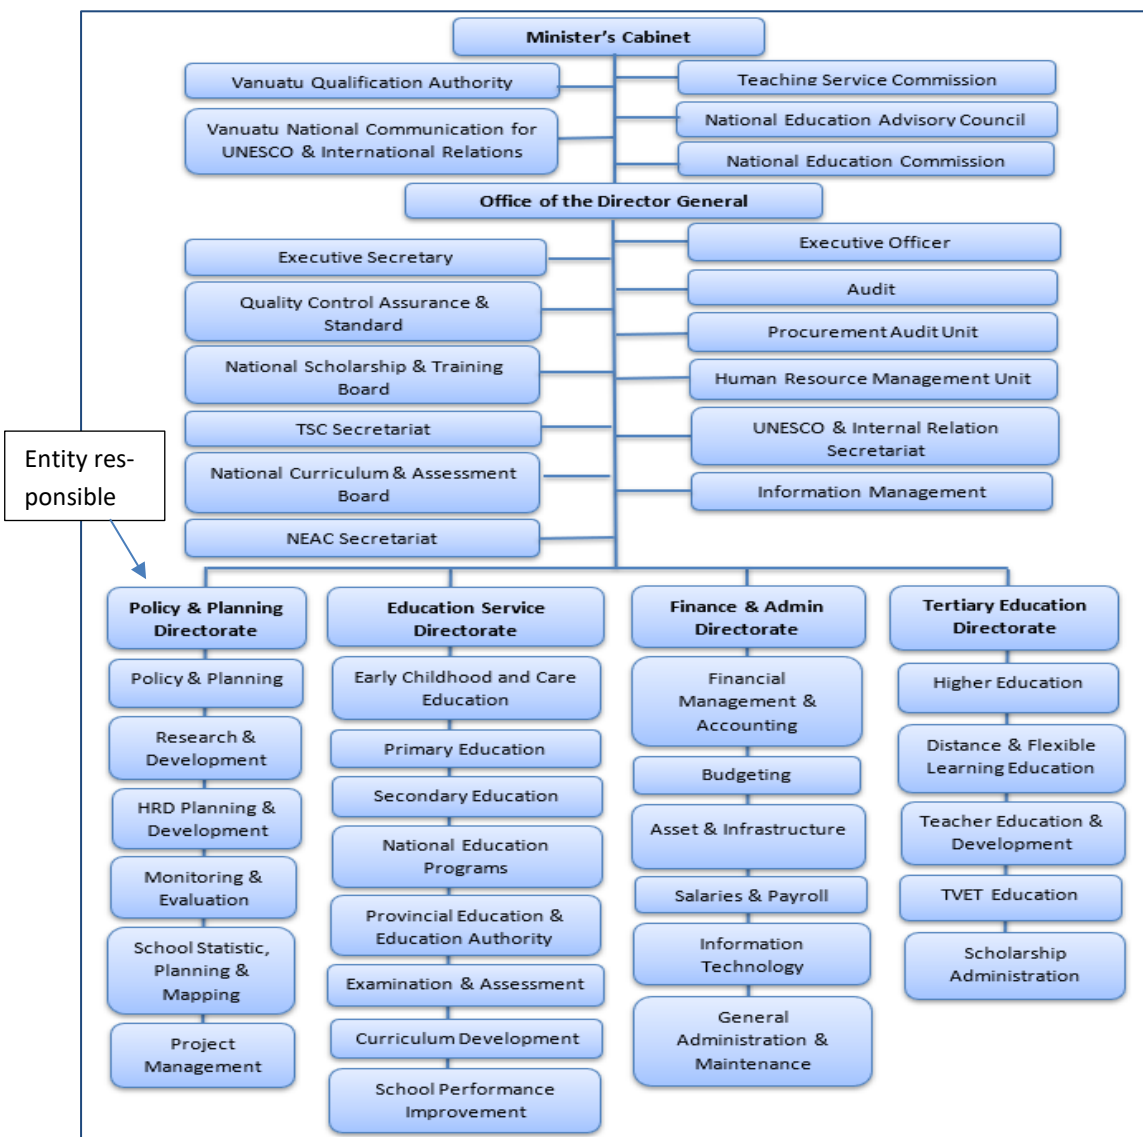 Minister's Cabinet
Vanuatu Qualification Authority
Teaching Service Commission
Vanuatu National Communication for
UNESCO & International Relations
National Education Advisory Council
National Education Commission
Office of the Director General
Executive Secretary
Executive Officer
Quality Control Assurance &
Standard
Audit
Procurement Audit Unit
National Scholarship & Training
Board
Human Resource Management Unit
TSC Secretariat
UNESCO & Internal Relation
Secretariat
National Curriculum & Assessment
Board
Information Management
NEAC Secretariat
Entity res-
ponsible
Policy & Planning
Directorate
Policy & Planning
Research &
Development
HRD Planning &
Development
Monitoring &
Evaluation
School Statistic,
Planning &
Mapping
Project
Management
Education Service
Directorate
Early Childhood and Care
Education
Primary Education
Secondary Education
National Education
Programs
Provincial Education &
Education Authority
Examination & Assessment
Curriculum Development
School Performance
Improvement
Finance & Admin
Directorate
Financial
Management &
Accounting
Budgeting
Asset & Infrastructure
Salaries & Payroll
Information
Technology
General
Administration &
Maintenance
Tertiary Education
Directorate
Higher Education
Distance & Flexible
Learning Education
Teacher Education &
Development
TVET Education
Scholarship
Administration